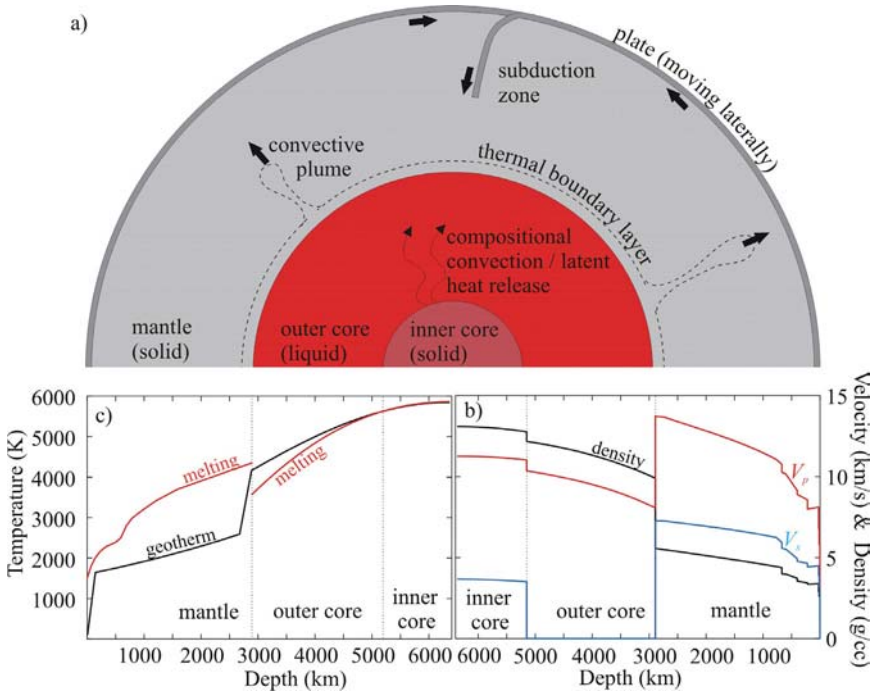 a)
plate (moving laterally)
subduction
zone
convective
plume
thermal boundary layer
compositional
convection / latent
heat release
mantle
(solid)
outer core
(liquid)
inner core
(solid)
c)
Temperature (K)
6000
5000
4000
3000
2000
1000
melting
melting
geotherm
mantle
outer core
inner
core
1000 2000 3000 4000 5000 6000
Depth (km)
b)
density
Vp
Vs
inner
core
outer core
mantle
6000 5000 4000 3000 2000 1000
Depth (km)
15
10
5
0
Velocity (km/s) & Density (g/cc)